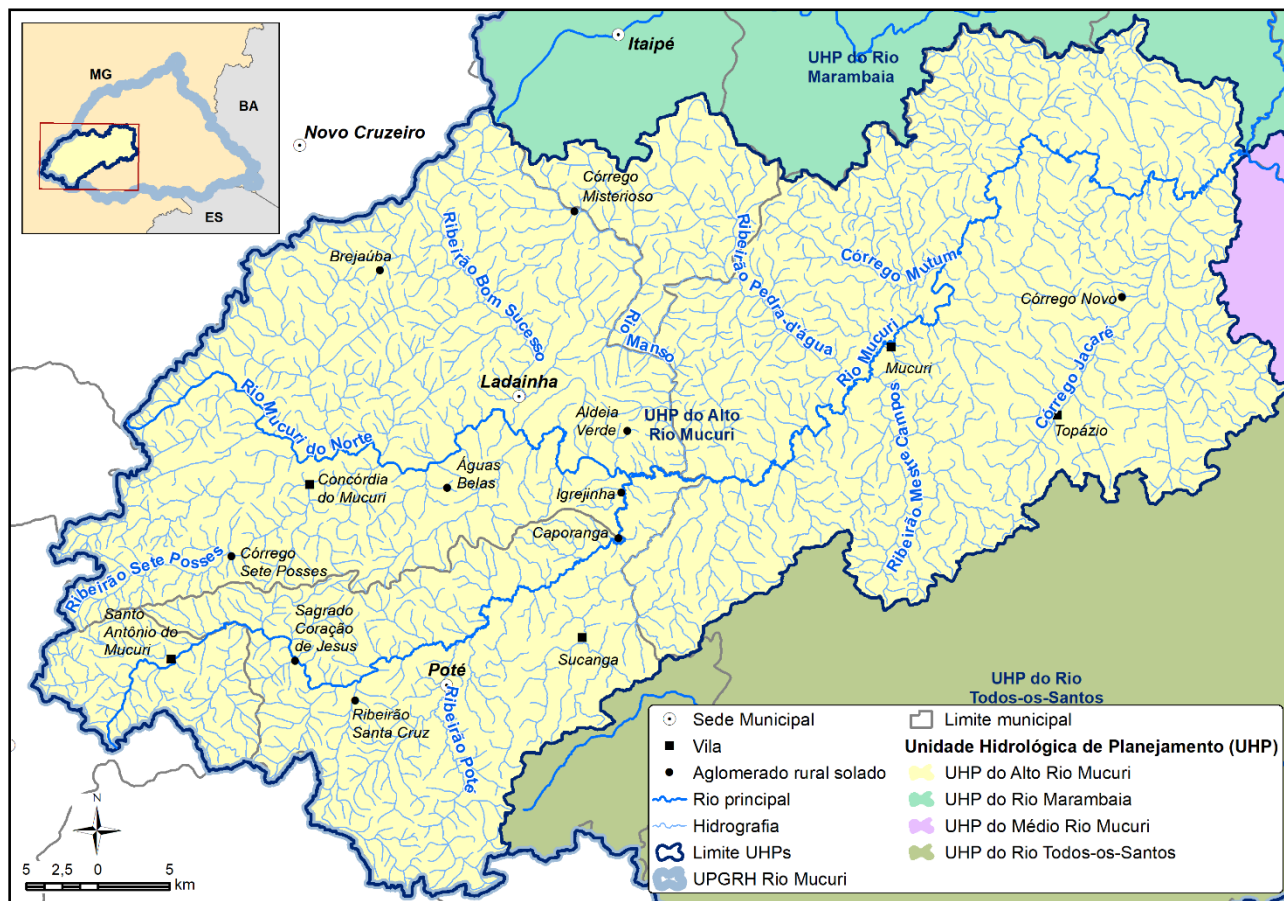 MG
BA
ES
Itaipé
UHP do Rio
Marambaia
Novo Cruzeiro
Córrego
Misterioso
Ribeirão Bom Sucesso
Ribeirão Pedra-d'água
Brejaúba
Córrego Mutum
Córrego Novo
Rio
Manso
Rio Mucuri
Mucuri
Córrego Jacaré
Ladainha
Rio Mucuri do Norte
Aldeia
Verde
UHP do Alto
Rio Mucuri
Topázio
Ribeirão Mestre Campos
Concórdia
do Mucuri
Águas
Belas
Igrejinha
Caporanga
Ribeirão Sete Posses
Córrego
Sete Posses
Santo
Antônio do
Mucuri
Sagrado
Coração
de Jesus
Sucanga
Poté
Ribeirão Poté
Ribeirão
Santa Cruz
UHP do Rio
Todos-os-Santos
Sede Municipal
Vila
Aglomerado rural solado
Rio principal
Hidrografia
Limite UHPs
UPGRH Rio Mucuri
Limite municipal
Unidade Hidrológica de Planejamento (UHP)
UHP do Alto Rio Mucuri
UHP do Rio Marambaia
UHP do Médio Rio Mucuri
UHP do Rio Todos-os-Santos
N
5 2,5 0 5
km